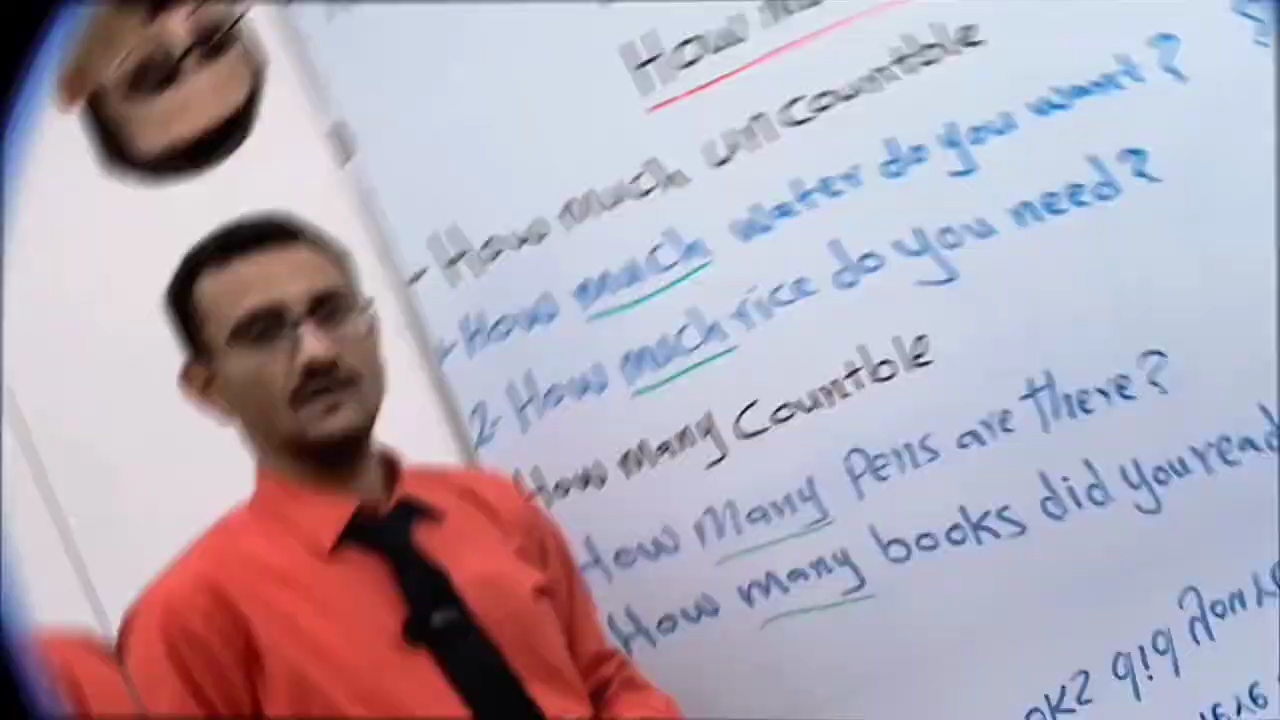 How
- How much uncountble
- How much water do you want?
2- How much rice do you need?
How many Countble
How Many Pens are there?
How many books did you read